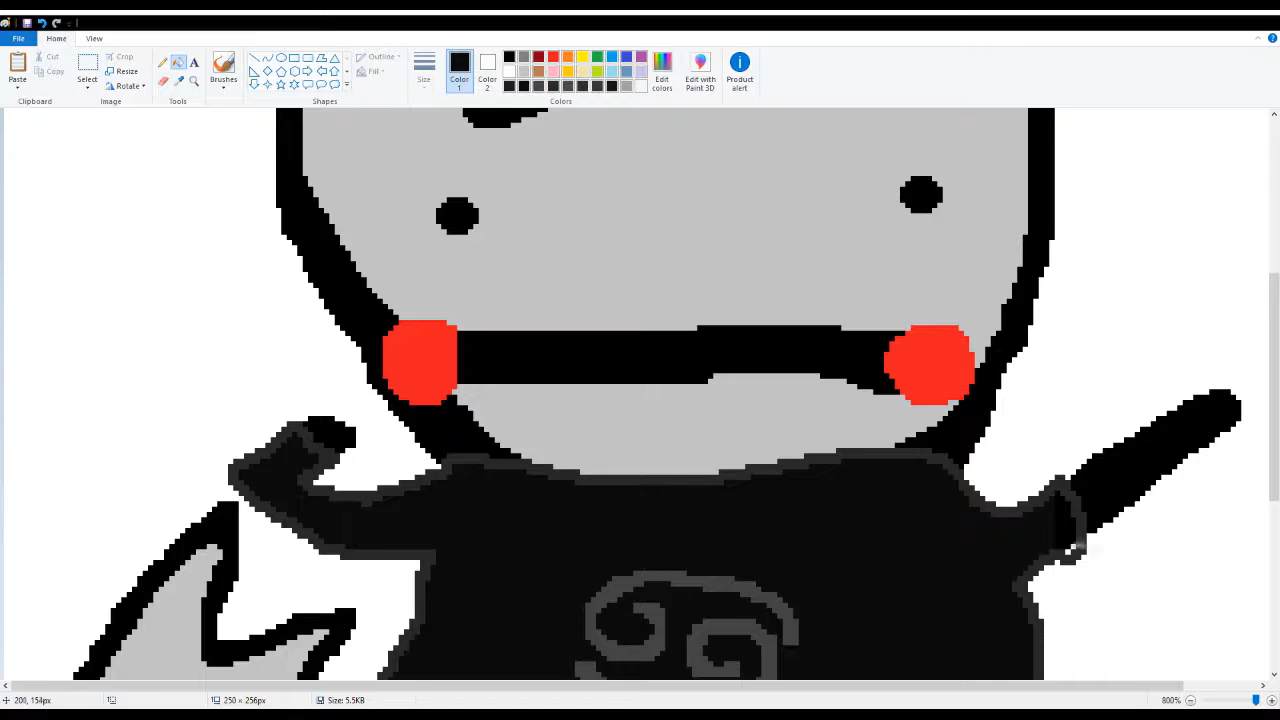 File Home View
Paste Cut Copy Clipboard
Select Crop Resize Rotate Image
Tools
Brushes
Outline Fill Shapes
Size
Color 1
Color 2
Edit colors
Colors
Edit with Paint 3D
Product alert
200, 154px
250 × 256px
Size: 5.5KB
800%